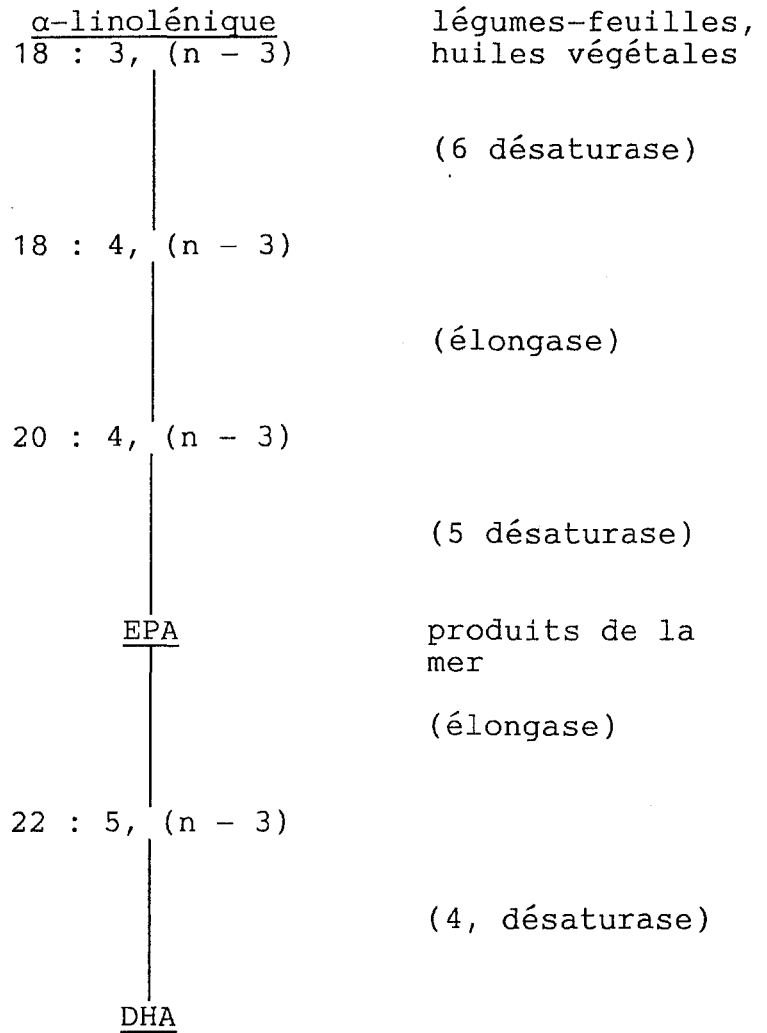 α-linolénique légumes-feuilles,
18 : 3, (n - 3) huiles végétales
(6 désaturase)
18 : 4, (n - 3)
(élongase)
20 : 4, (n - 3)
(5 désaturase)
EPA produits de la
mer
(élongase)
22 : 5, (n - 3)
(4, désaturase)
DHA